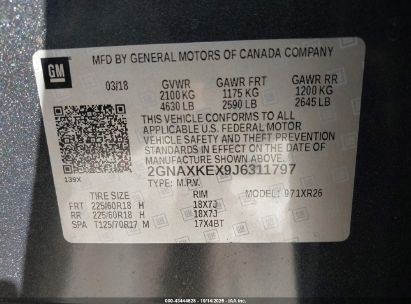 MFD BY GENERAL MOTORS OF CANADA COMPANY
GM
03/18 GVWR GAWR FRT GAWR RR
2100 KG 1175 KG 1200 KG
4630 LB 2590 LB 2645 LB
THIS VEHICLE CONFORMS TO ALL
APPLICABLE U.S. FEDERAL MOTOR
VEHICLE SAFETY AND THEFT PREVENTION
STANDARDS IN EFFECT ON THE DATE OF
MANUFACTURE SHOWN ABOVE.
2GNAXKEX9J6311797
139X TYPE: M.P.V. MODEL: 971XR26
TIRE SIZE RIM
FRT 225/60R18 H 18X7J
RR 225/60R18 H 18X7J
SPA T125/70R17 M 17X4BT